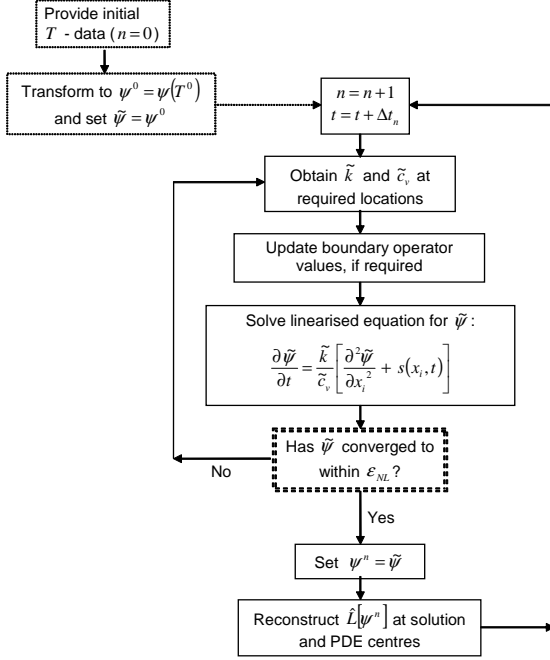 Provide initial
T - data (n=0)
Transform to ψ⁰=ψ(T⁰)
and set ψ̃=ψ⁰
n=n+1
t=t+Δtₙ
Obtain k̃ and c̃ᵥ at
required locations
Update boundary operator
values, if required
Solve linearised equation for ψ̃ :
∂ψ̃/∂t = k̃/c̃ᵥ [∂²ψ̃/∂xᵢ² + s(xᵢ,t)]
Has ψ̃ converged to
within ε_NL ?
No
Yes
Set ψⁿ=ψ̃
Reconstruct L̂[ψⁿ] at solution
and PDE centres